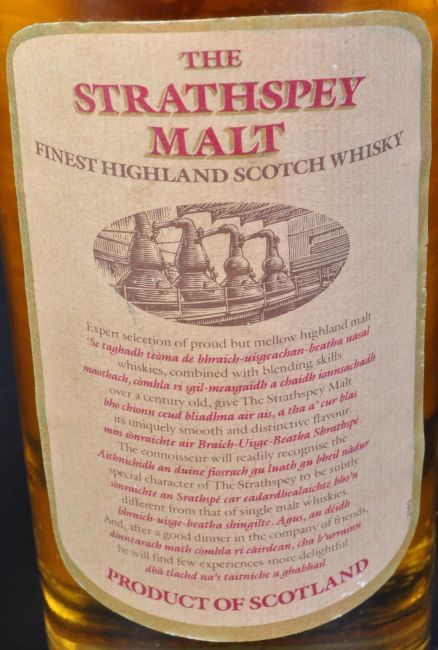 THE
STRATHSPEY
MALT
FINEST HIGHLAND SCOTCH WHISKY
Expert selection of proud but mellow highland malt
'Se taghadh teòma de bhraich-uisgeachan-beatha uasal
whiskies, combined with blending skills
maothach, còmhla ri sgil-measgaidh a chaidh ionnsachadh
over a century old, give The Strathspey Malt
bho chionn ceud bliadhna air ais, a tha a' cur blas
its uniquely smooth and distinctive flavour
mìn sònraichte air Braich-Uisge-Beatha Shrathspé.
The connoisseur will readily recognise the
Aithnichidh an duine fiosrach gu luath gu bheil nàdur
special character of The Strathspey to be subtly
sònraichte an Srathspé car eadardhealaichte bho'n
different from that of single malt whiskies.
bhraich-uisge-beatha shingilte. Agus, an déidh
And, after a good dinner in the company of friends,
dinnearach math còmhla ri càirdean, cha b'urrainn
he will find few experiences more delightful.
dhà tlachd na's taitniche a ghabhail
PRODUCT OF SCOTLAND